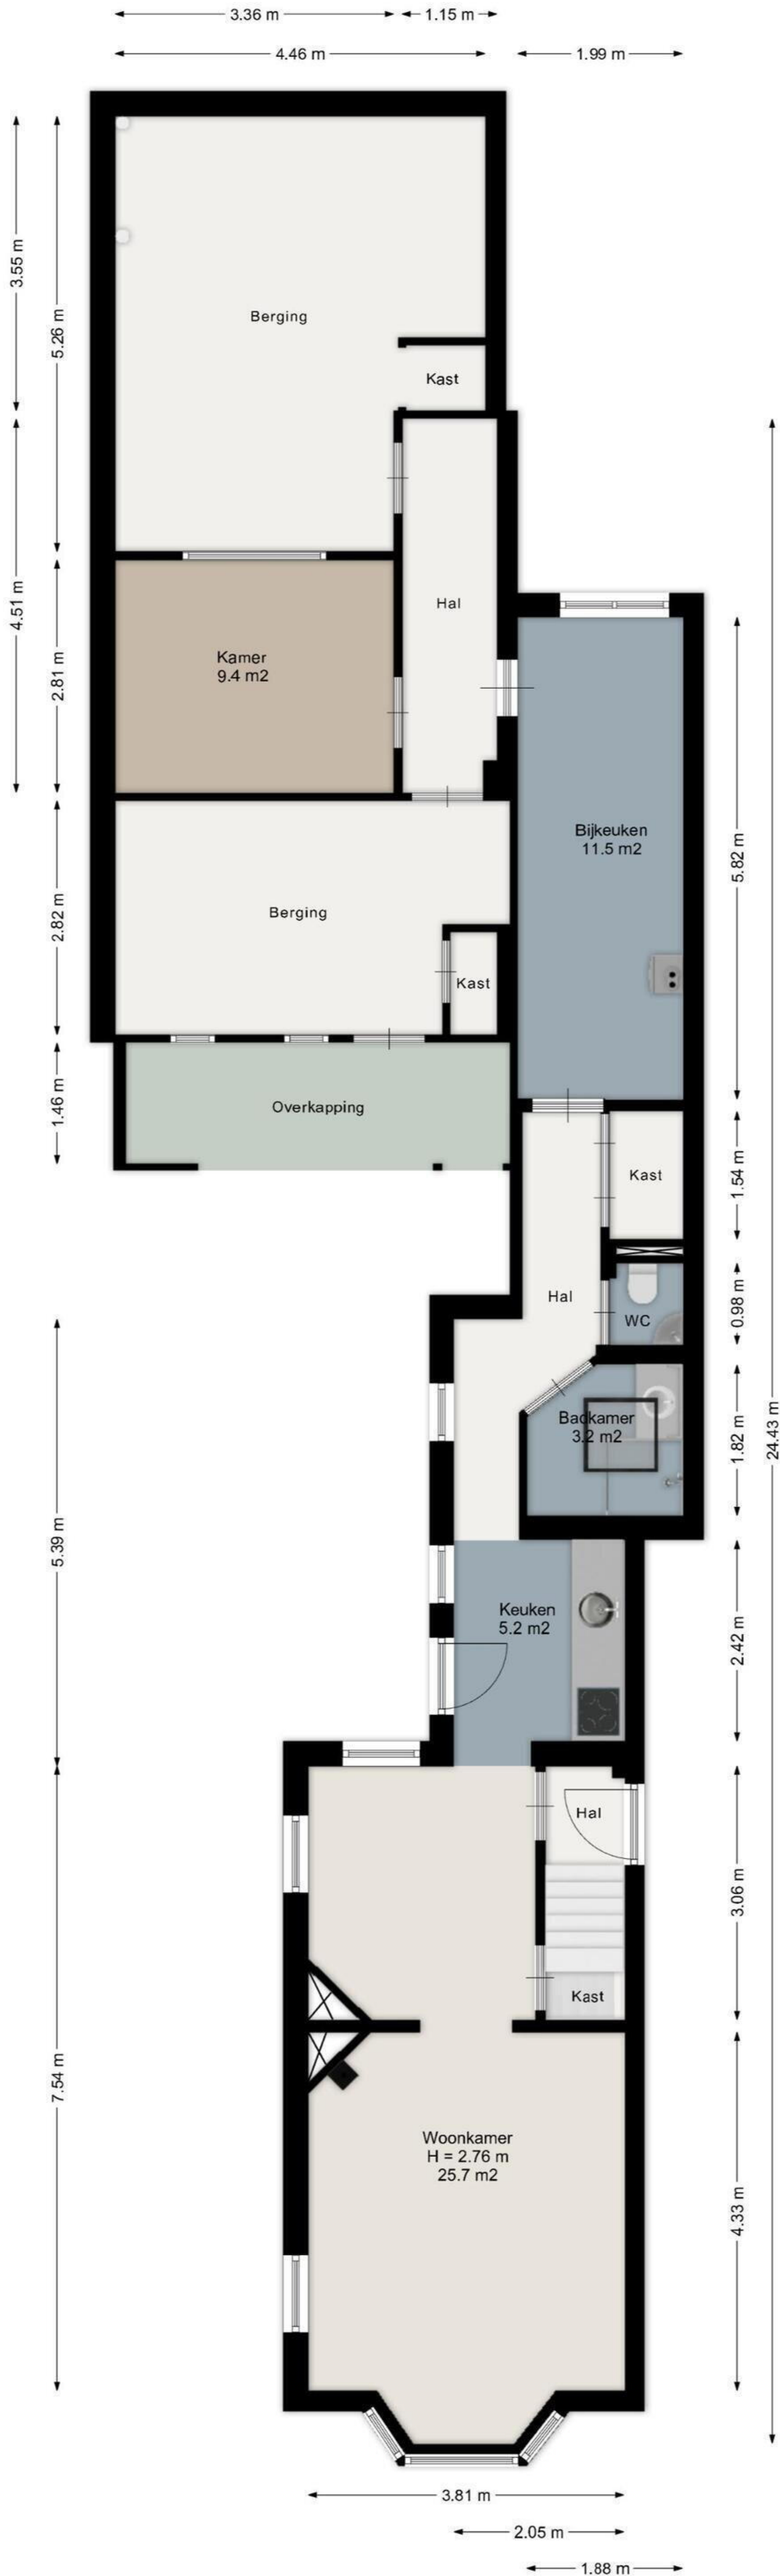 3.36 m
1.15 m
4.46 m
1.99 m
3.55 m
5.26 m
Berging
Kast
4.51 m
Hal
2.81 m
Kamer
9.4 m2
Bijkeuken
11.5 m2
5.82 m
2.82 m
Berging
Kast
1.46 m
Overkapping
Kast
1.54 m
Hal
WC
0.98 m
Badkamer
3.2 m2
1.82 m
24.43 m
5.39 m
Keuken
5.2 m2
2.42 m
Hal
3.06 m
Kast
7.54 m
Woonkamer
H = 2.76 m
25.7 m2
4.33 m
3.81 m
2.05 m
1.88 m